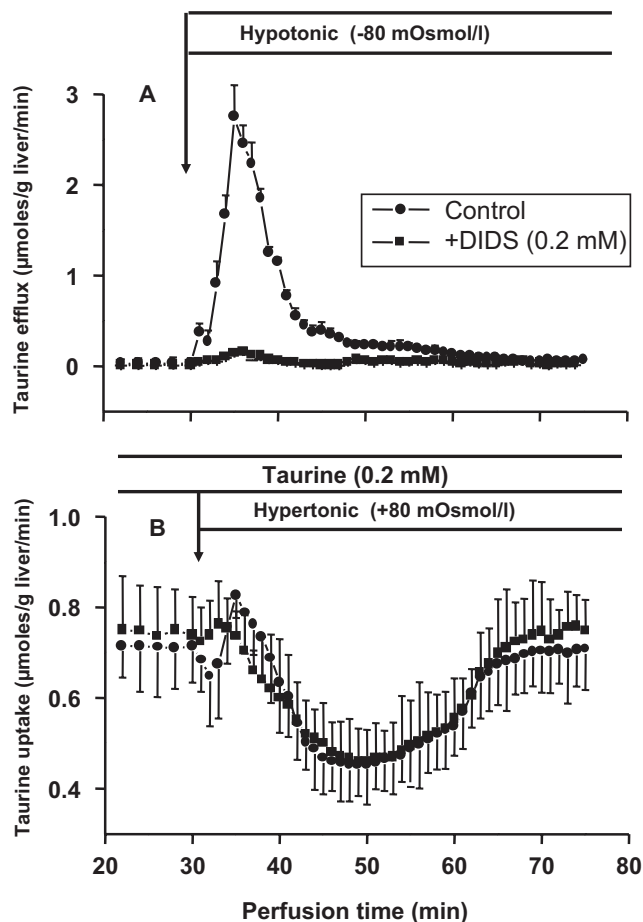 Hypotonic (-80 mOsmol/l)
A
3
2
1
0
Taurine efflux (μmoles/g liver/min)
Control
+DIDS (0.2 mM)
Taurine (0.2 mM)
Hypertonic (+80 mOsmol/l)
B
1.0
0.8
0.6
0.4
Taurine uptake (μmoles/g liver/min)
20 30 40 50 60 70 80
Perfusion time (min)